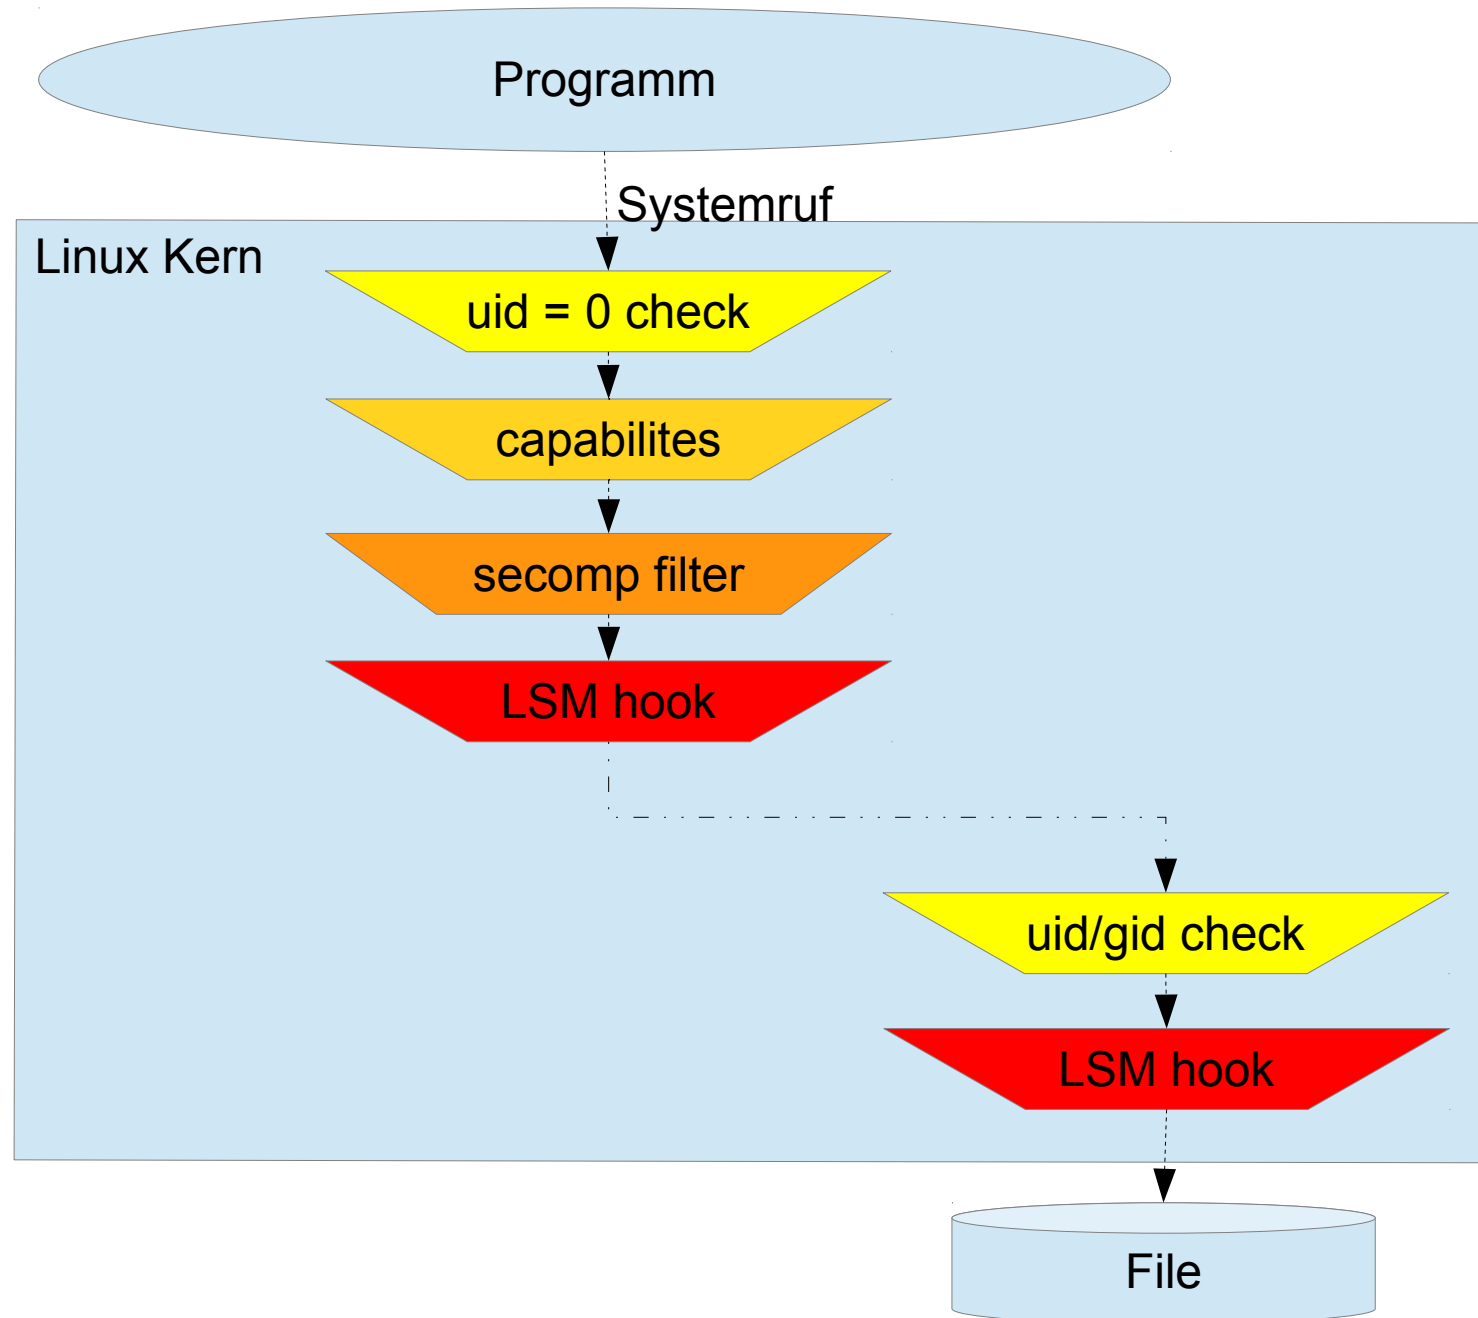 Programm
Systemruf
Linux Kern
uid = 0 check
capabilites
secomp filter
LSM hook
uid/gid check
LSM hook
File